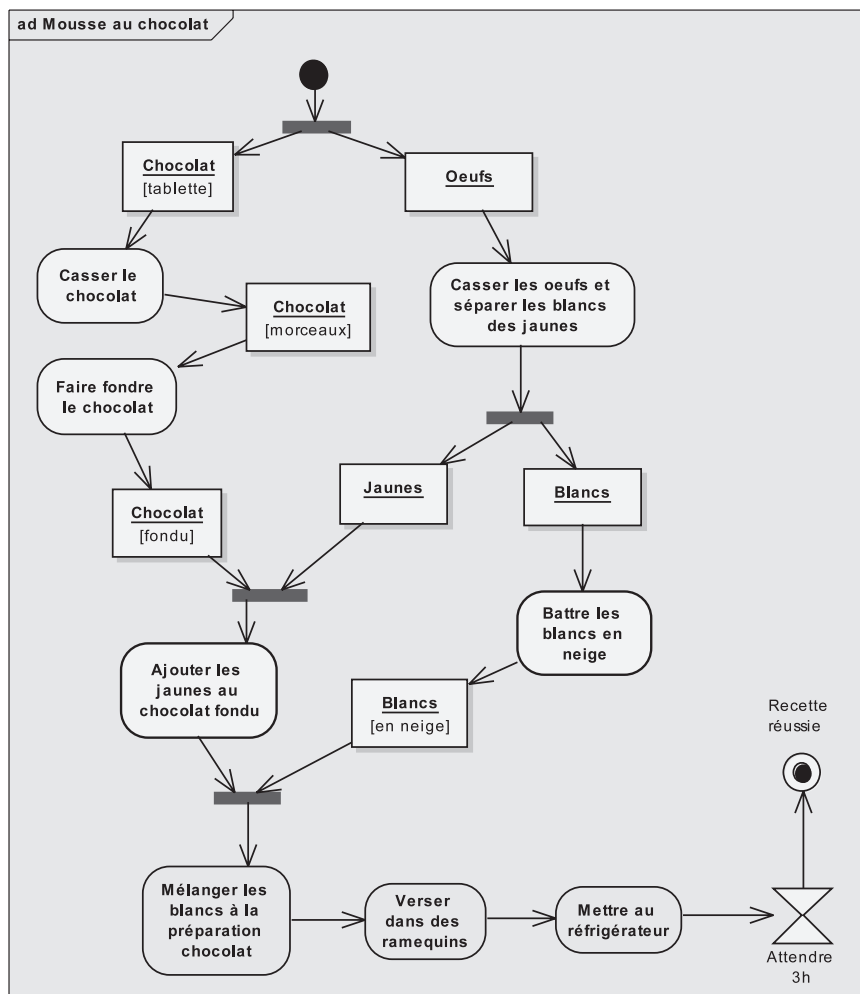 ad Mousse au chocolat
Chocolat
[tablette]
Oeufs
Casser le
chocolat
Chocolat
[morceaux]
Casser les oeufs et
séparer les blancs
des jaunes
Faire fondre
le chocolat
Chocolat
[fondu]
Jaunes
Blancs
Battre les
blancs en
neige
Ajouter les
jaunes au
chocolat fondu
Blancs
[en neige]
Recette
réussie
Mélanger les
blancs à la
préparation
chocolat
Verser
dans des
ramequins
Mettre au
réfrigérateur
Attendre
3h